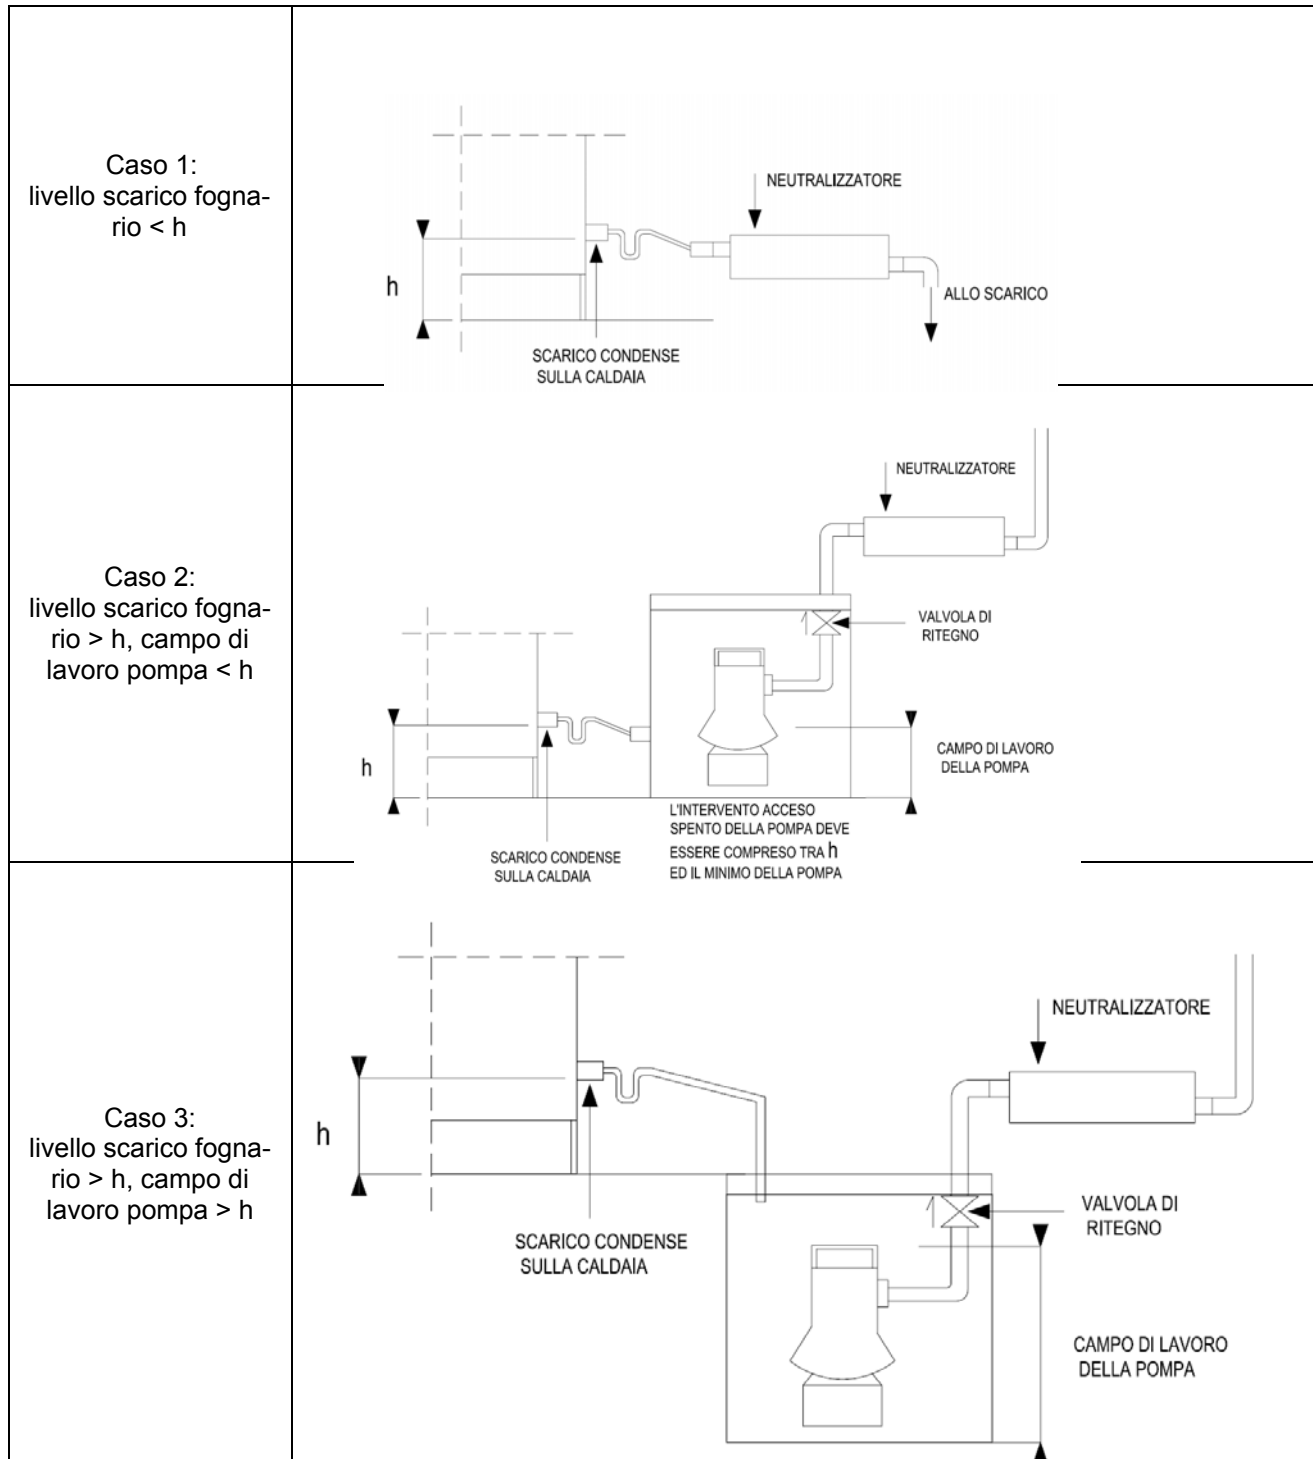 Caso 1:
livello scarico fogna-
rio < h
NEUTRALIZZATORE
h
ALLO SCARICO
SCARICO CONDENSE
SULLA CALDAIA
Caso 2:
livello scarico fogna-
rio > h, campo di
lavoro pompa < h
NEUTRALIZZATORE
VALVOLA DI
RITEGNO
h
CAMPO DI LAVORO
DELLA POMPA
L'INTERVENTO ACCESO
SPENTO DELLA POMPA DEVE
ESSERE COMPRESO TRA h
ED IL MINIMO DELLA POMPA
SCARICO CONDENSE
SULLA CALDAIA
Caso 3:
livello scarico fogna-
rio > h, campo di
lavoro pompa > h
NEUTRALIZZATORE
h
VALVOLA DI
RITEGNO
SCARICO CONDENSE
SULLA CALDAIA
CAMPO DI LAVORO
DELLA POMPA